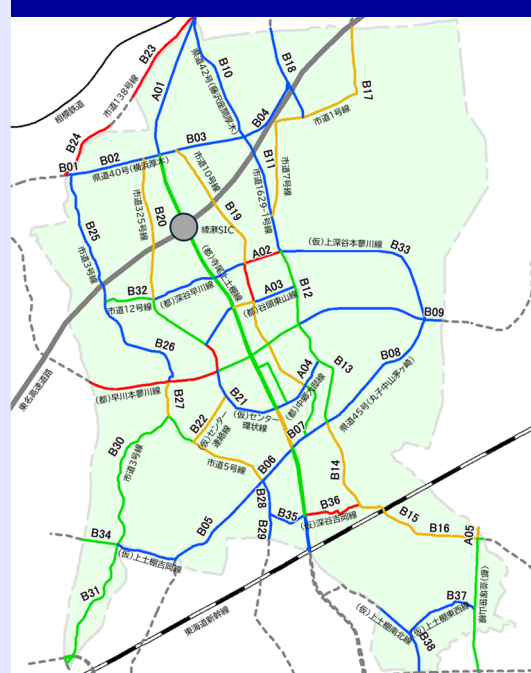 B23
B10
県道42号(藤沢座間厚木)
B18
B17
A01
市道138号線
相模鉄道
B24
B04
市道1号線
B03
B01
B02
県道40号(横浜厚木)
B11
市道7号線
市道10号線
市道1629-1号線
B25
市道3号線
市道325号線
B20
B19
綾瀬SIC
(都)寺尾上土棚線
A02
(仮)上深谷本蓼川線
B33
B32
(都)深谷早川線
市道12号線
A03
(都)谷頭東山線
B12
B09
B26
東名高速道路
(都)早川本蓼川線
B08
県道45号(丸子中山茅ヶ崎)
A04
B13
B27
B21
(仮)センター
環状線
B22
(仮)センター
連絡線
B07
B30
市道3号線
市道5号線
B06
B14
B28
B36
(仮)深谷吉岡線
B35
B29
B05
B15
B16
A05
B34
(仮)上土棚吉岡線
B31
東海道新幹線
B37
(仮)上土棚東西線
(仮)上土棚南北線
B38